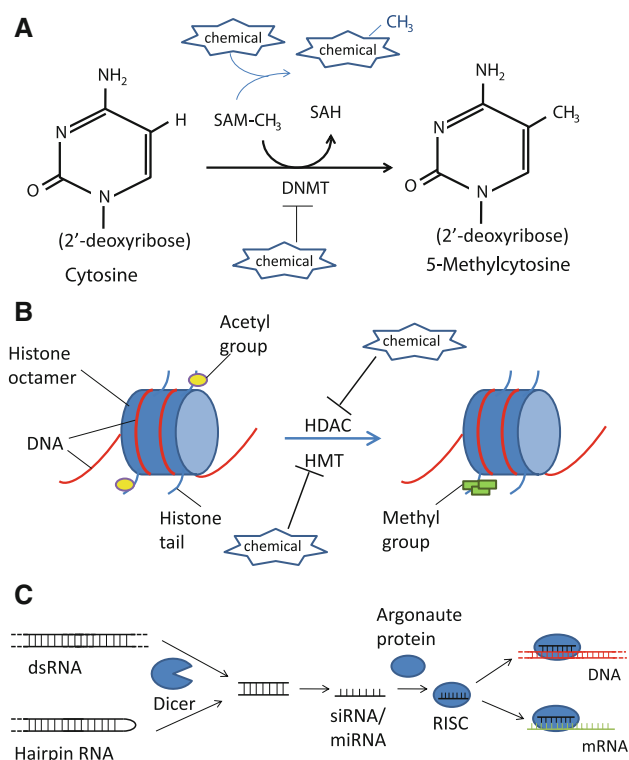 A
chemical
chemical
CH3
NH2
H
N
O
N
(2'-deoxyribose)
Cytosine
SAM-CH3
SAH
DNMT
chemical
NH2
CH3
N
O
N
(2'-deoxyribose)
5-Methylcytosine
B
Acetyl
group
Histone
octamer
DNA
Histone
tail
chemical
HDAC
HMT
chemical
Methyl
group
C
dsRNA
Dicer
Hairpin RNA
siRNA/
miRNA
Argonaute
protein
RISC
DNA
mRNA